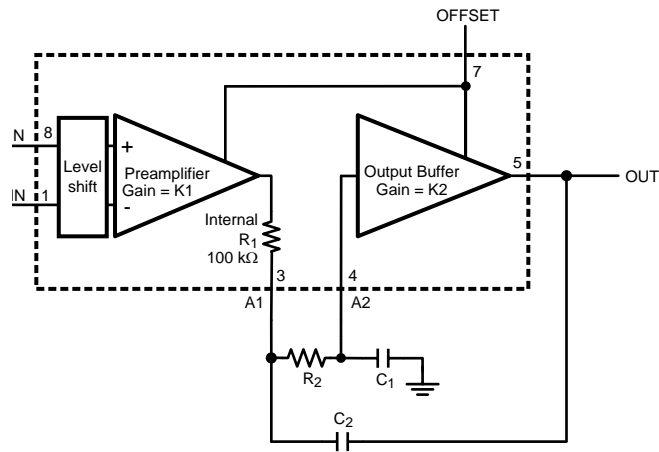 OFFSET
7
N 8
Level
shift
+
-
Preamplifier
Gain = K1
Output Buffer
Gain = K2
5
OUT
IN 1
Internal
R1
100 kΩ
3
4
A1
A2
R2
C1
C2